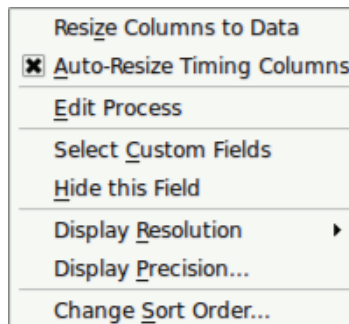 Resize Columns to Data
Auto-Resize Timing Columns
Edit Process
Select Custom Fields
Hide this Field
Display Resolution
Display Precision...
Change Sort Order...